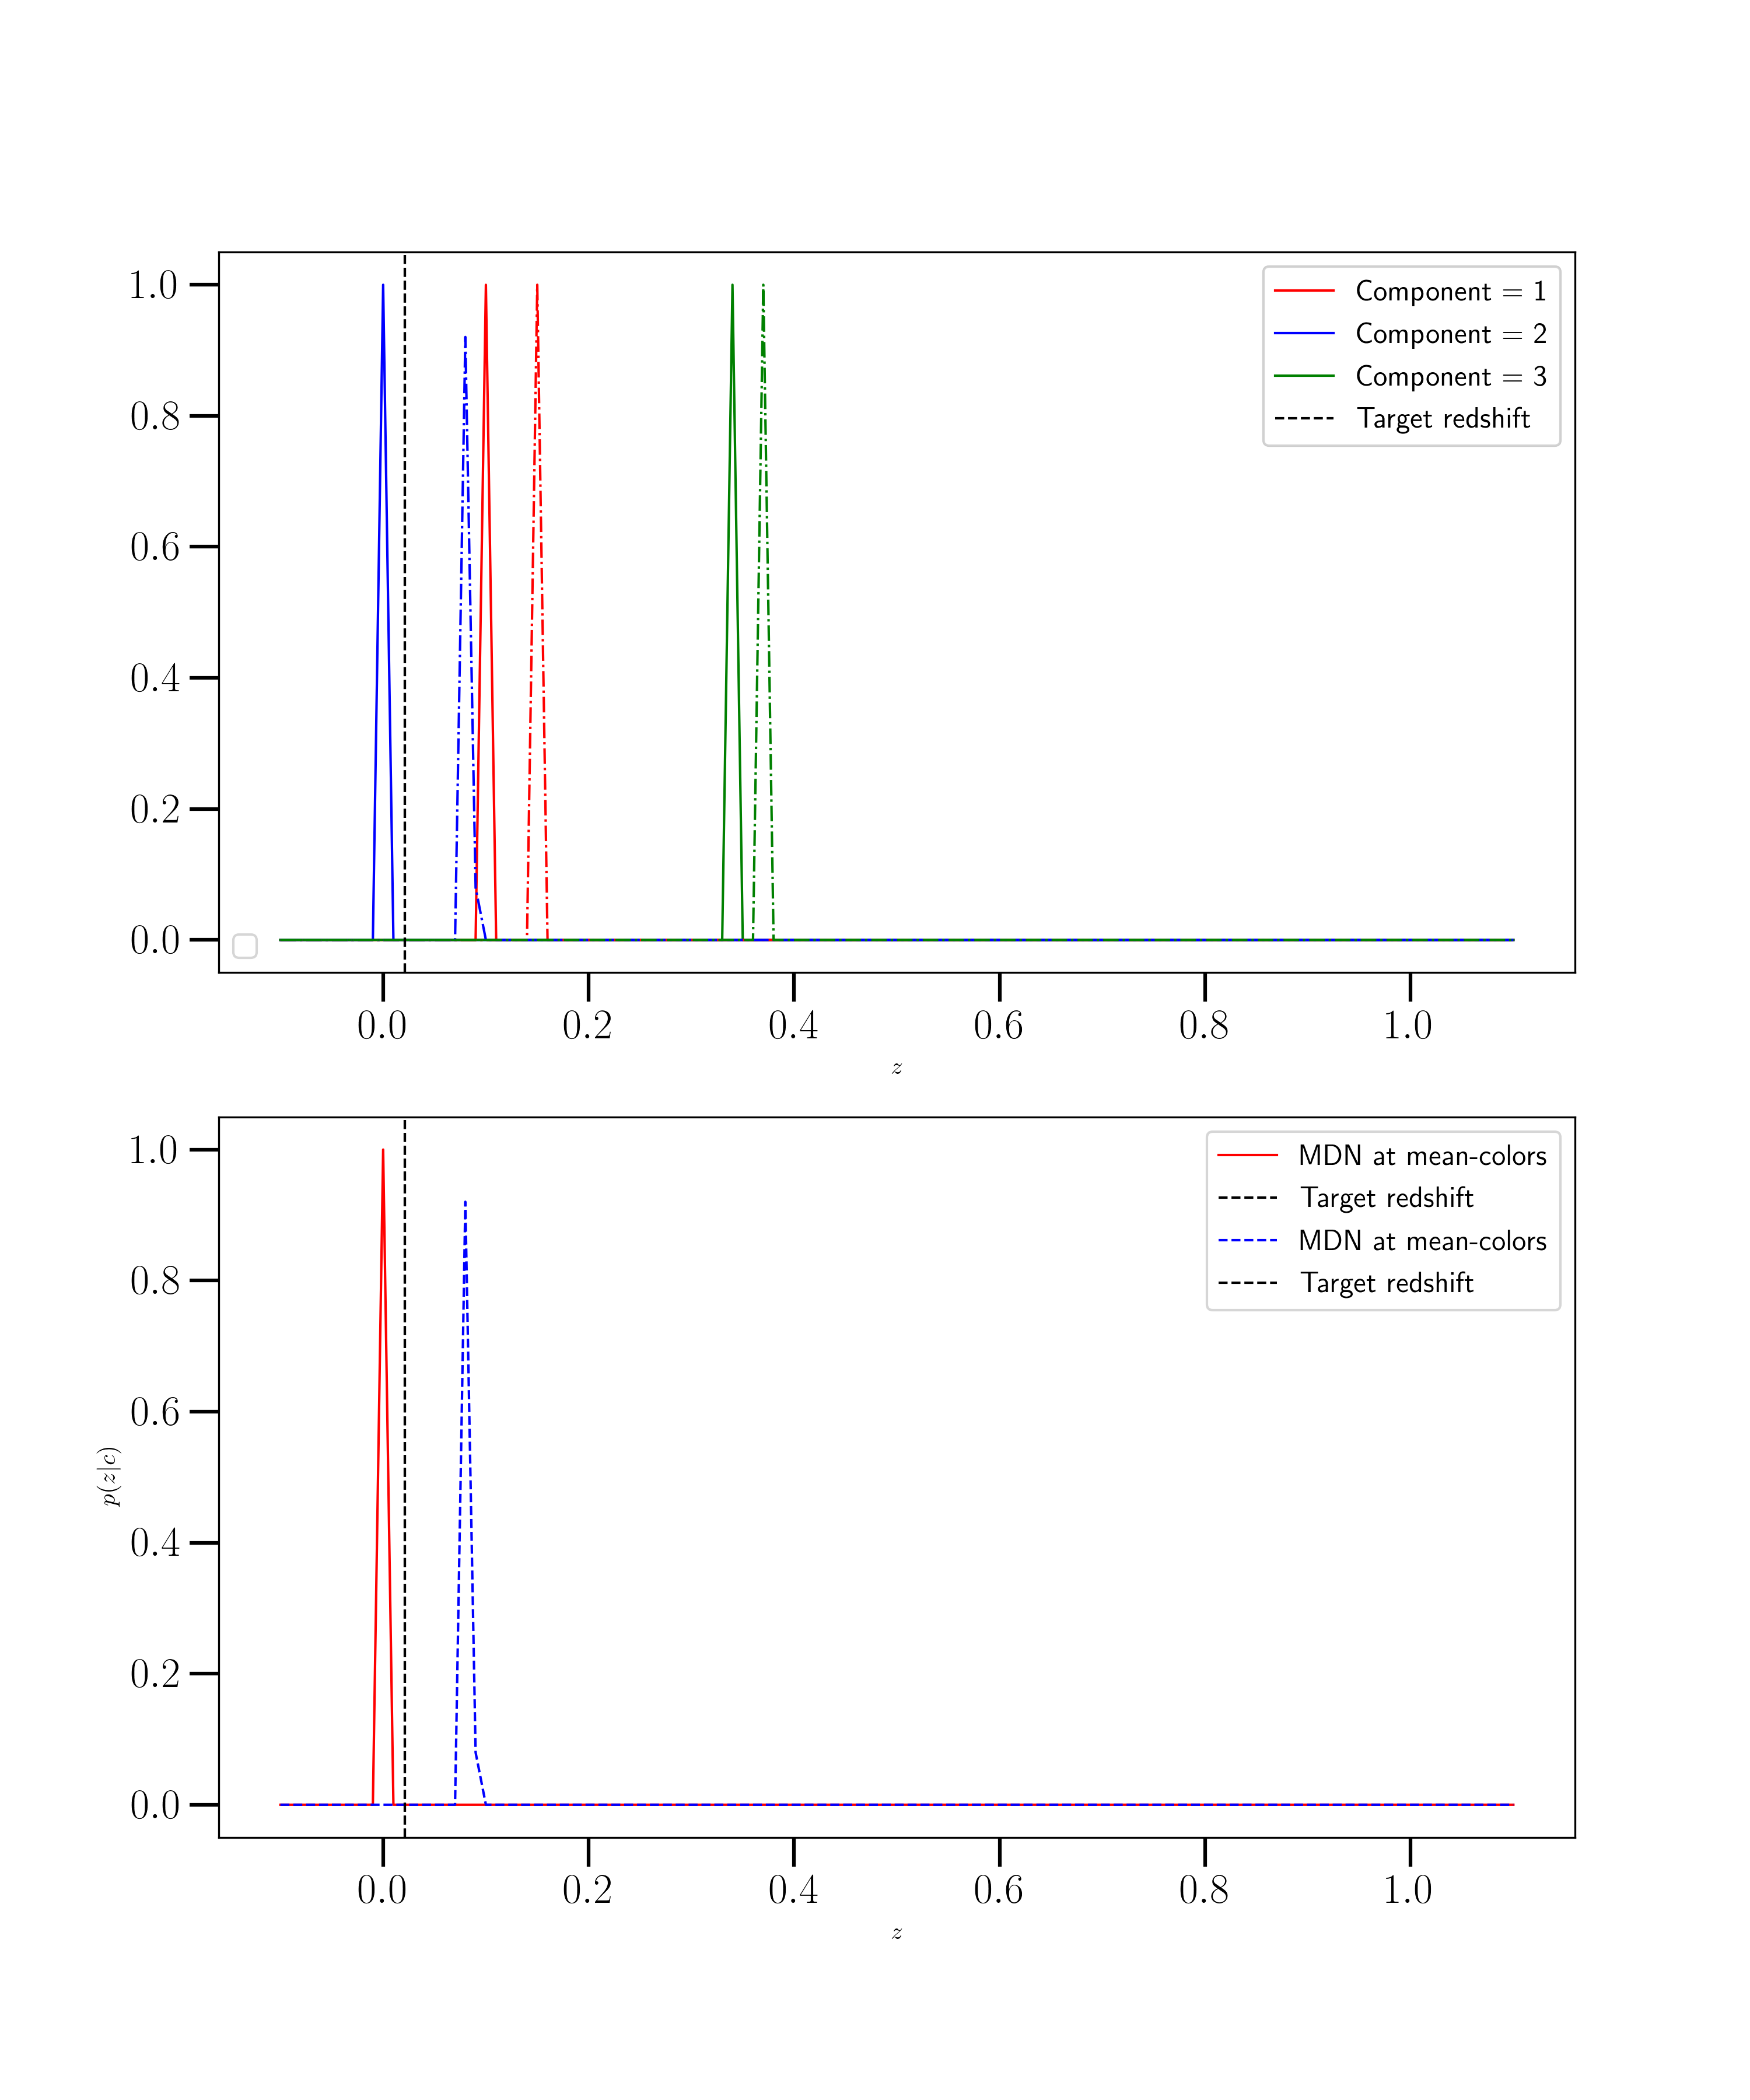 1.0
0.8
0.6
0.4
0.2
0.0
Component = 1
Component = 2
Component = 3
Target redshift
0.0 0.2 0.4 0.6 0.8 1.0
z
1.0
0.8
0.6
0.4
0.2
0.0
p(z|c)
MDN at mean-colors
Target redshift
MDN at mean-colors
Target redshift
0.0 0.2 0.4 0.6 0.8 1.0
z